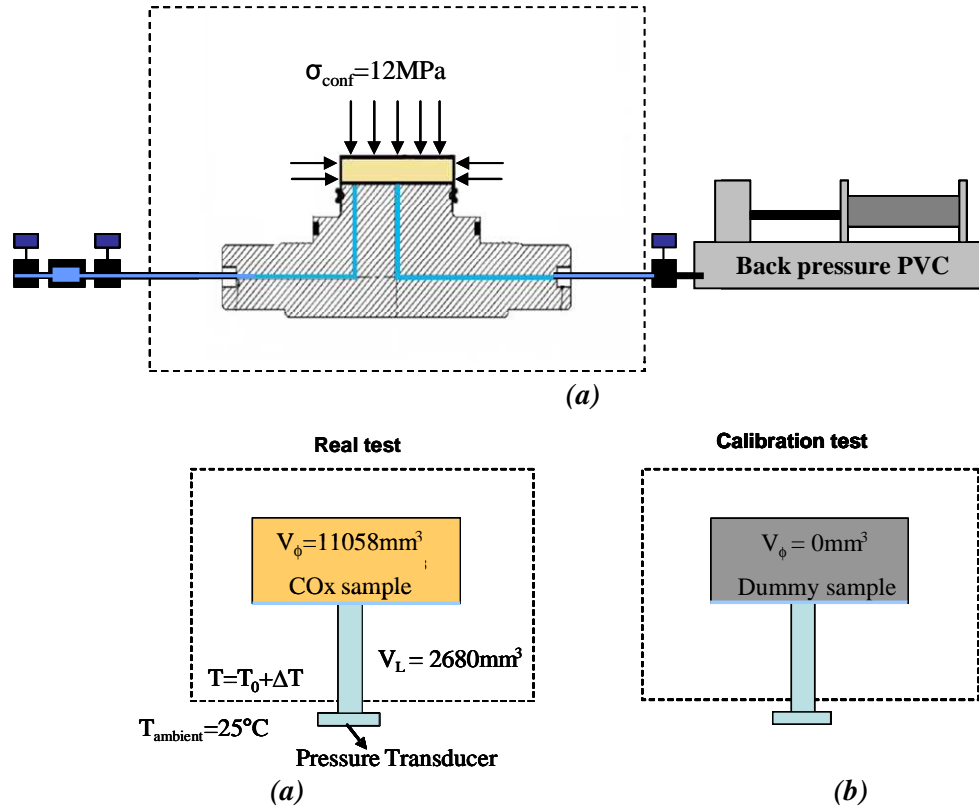 σconf=12MPa
Back pressure PVC
(a)
Real test
Calibration test
Vϕ=11058mm³
COx sample
Vϕ = 0mm³
Dummy sample
VL = 2680mm³
T=T0+ΔT
Tambient=25°C
Pressure Transducer
(a)
(b)